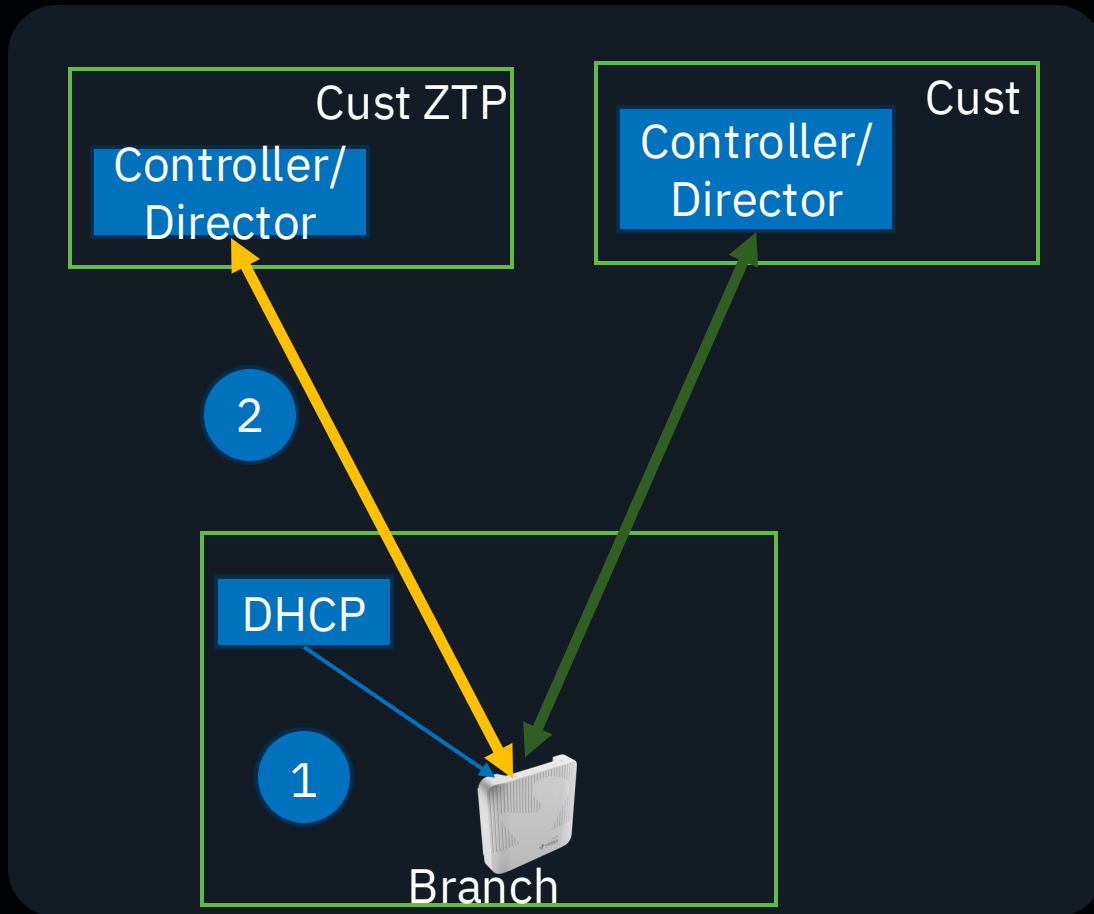 Cust ZTP
Controller/
Director
Cust
Controller/
Director
2
DHCP
1
Branch